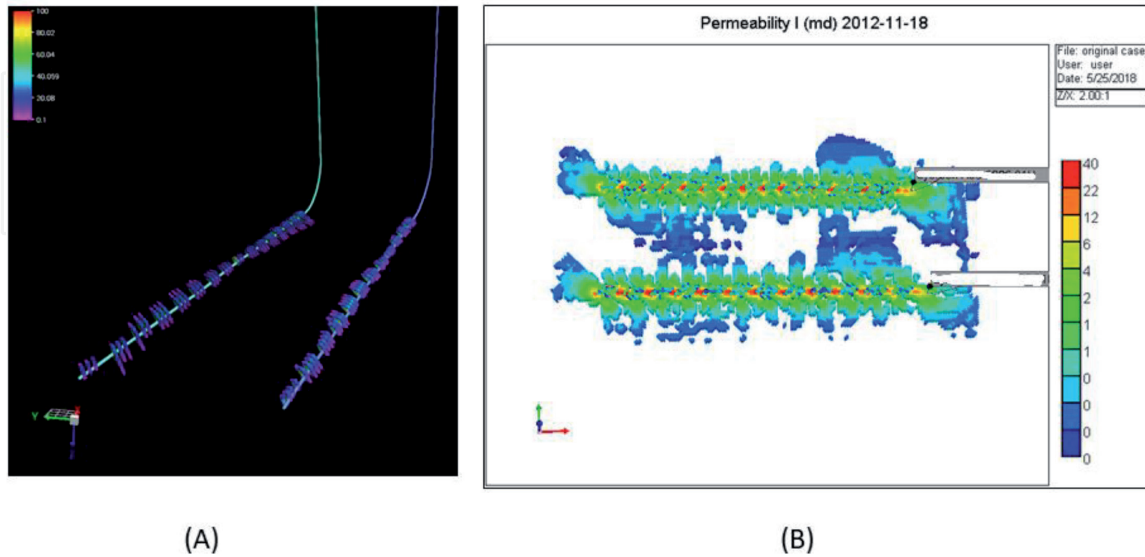 100
80.02
60.04
40.059
20.08
0.1
Y
X
Permeability I (md) 2012-11-18
File: original case
User: user
Date: 5/25/2018
Z/X: 2.00:1
40
22
12
6
4
2
1
1
0
0
0
0
(A)
(B)